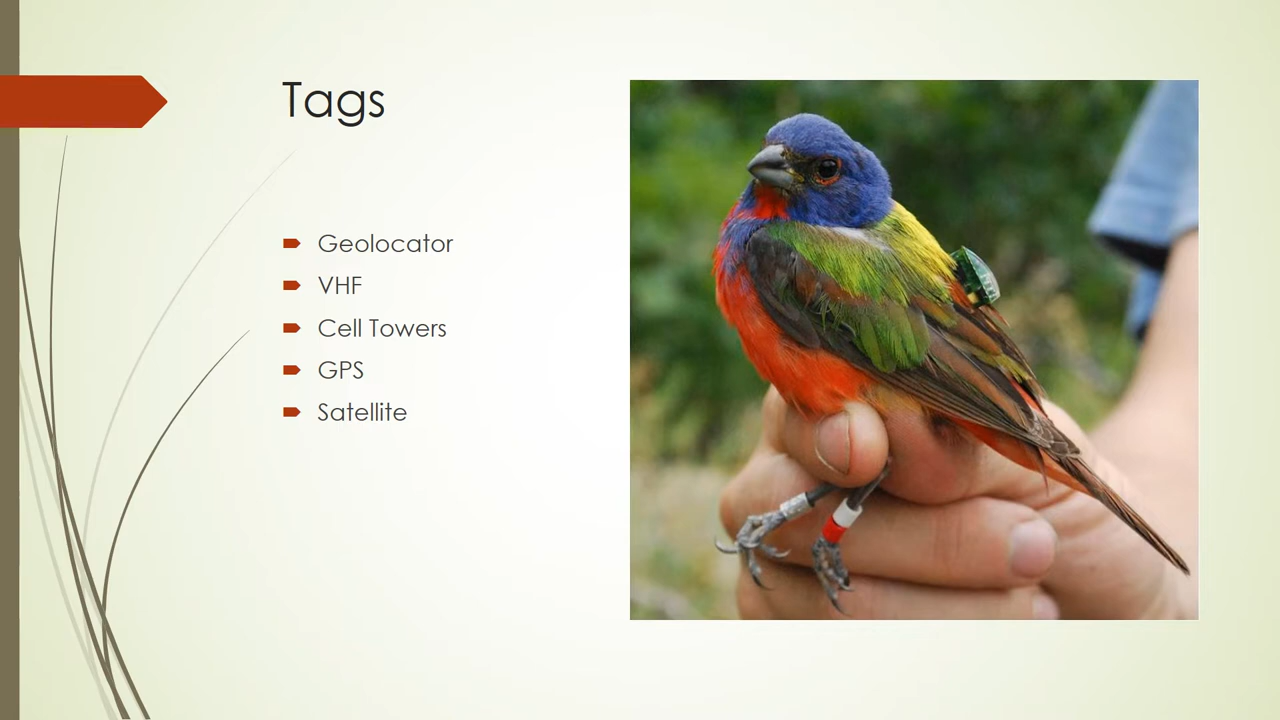 Tags
Geolocator
VHF
Cell Towers
GPS
Satellite